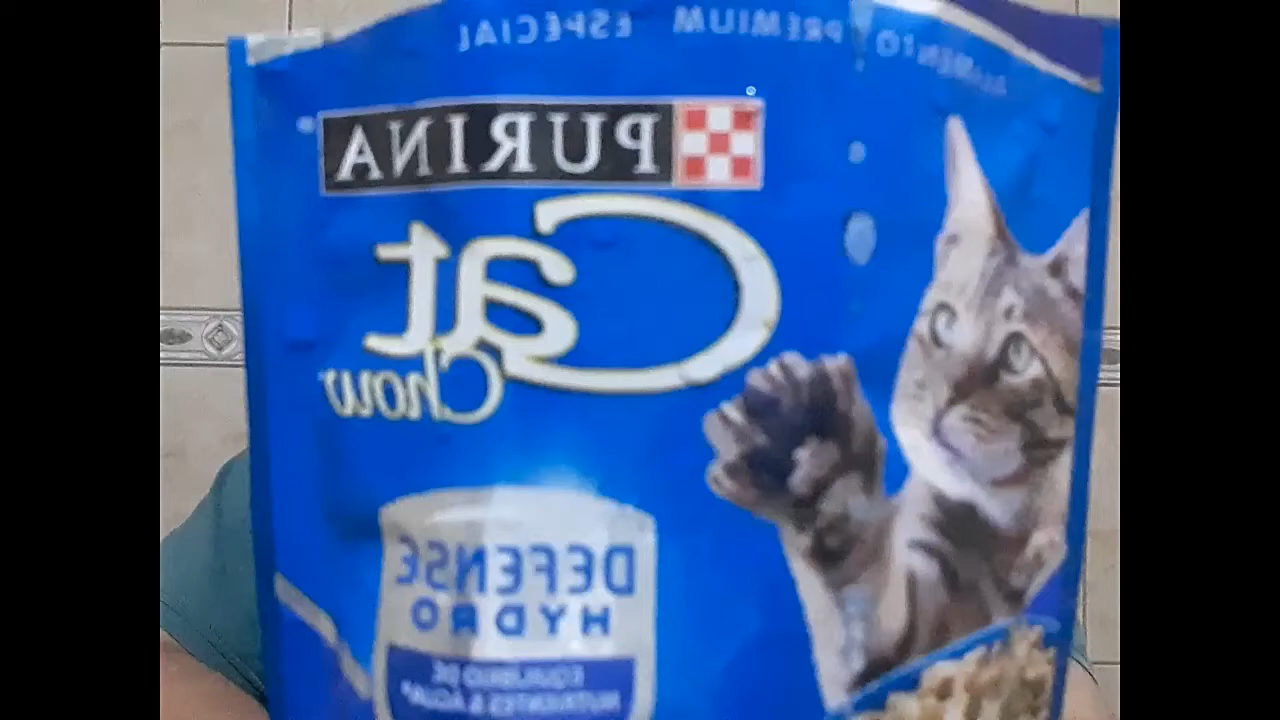 ALIMENTO PREMIUM ESPECIAL
PURINA
Cat
Chow
DEFENSE
HYDRO
EQUILIBRIO DE
NUTRIENTES & AGUA*